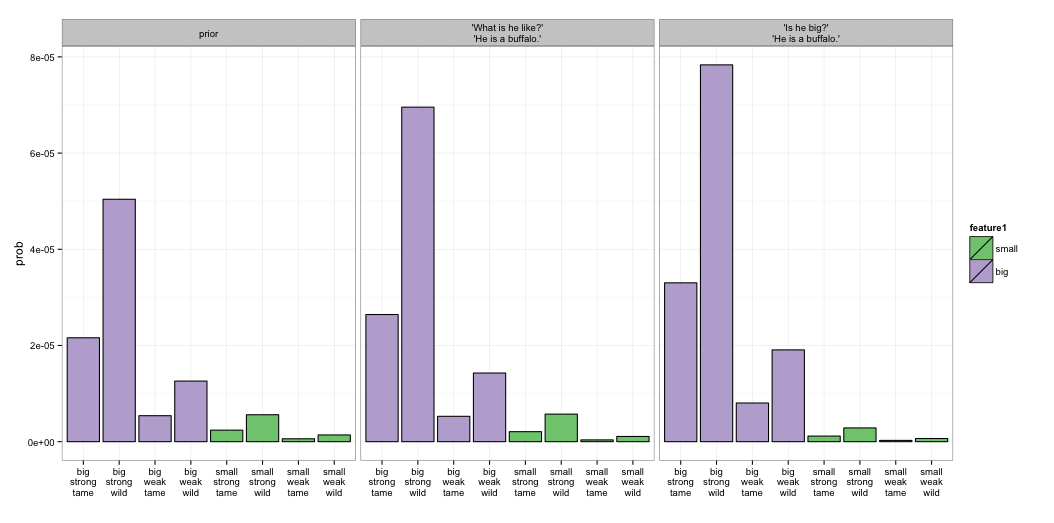 prior
'What is he like?'
'He is a buffalo.'
'Is he big?'
'He is a buffalo.'
prob
8e-05
6e-05
4e-05
2e-05
0e+00
big strong tame
big strong wild
big weak tame
big weak wild
small strong tame
small strong wild
small weak tame
small weak wild
big strong tame
big strong wild
big weak tame
big weak wild
small strong tame
small strong wild
small weak tame
small weak wild
big strong tame
big strong wild
big weak tame
big weak wild
small strong tame
small strong wild
small weak tame
small weak wild
feature1
small
big